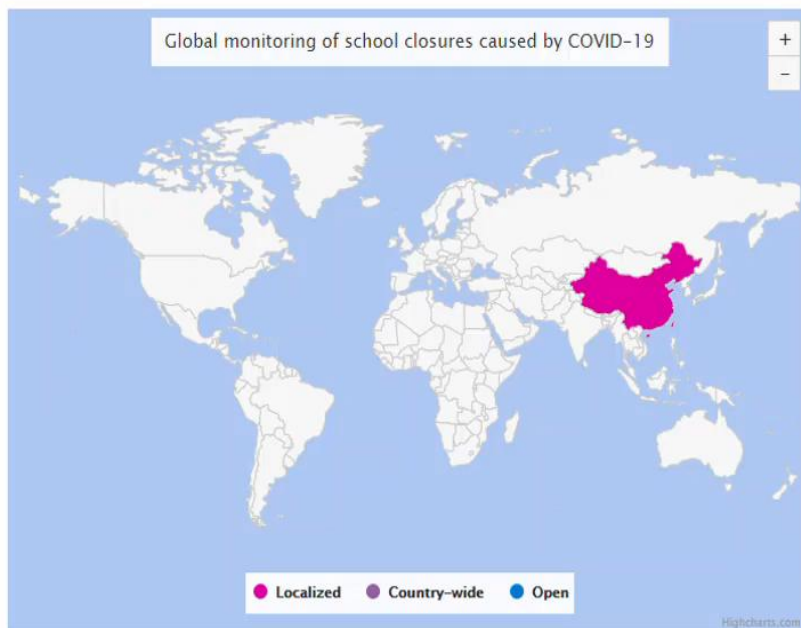 Global monitoring of school closures caused by COVID-19
+
−
Localized Country-wide Open
Highcharts.com